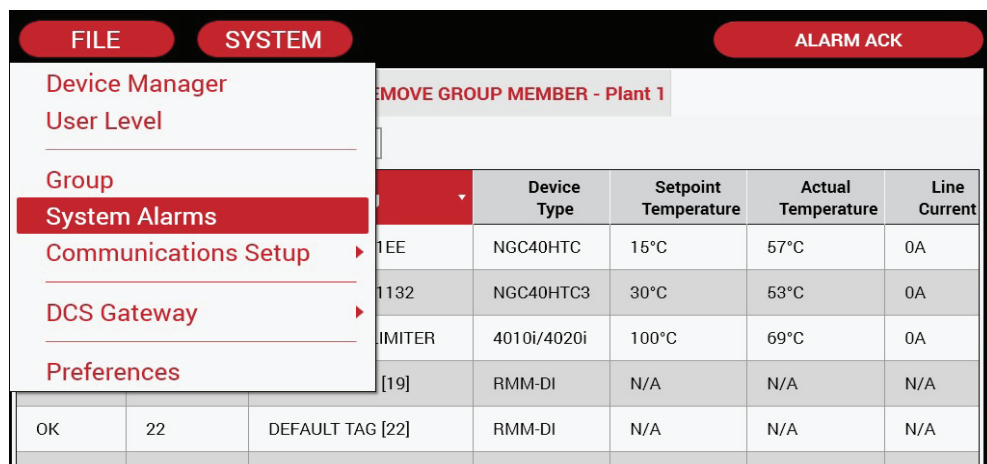 FILE SYSTEM ALARM ACK
Device Manager
User Level
Group
System Alarms
Communications Setup
DCS Gateway
Preferences
EMOVE GROUP MEMBER - Plant 1
Device Type Setpoint Temperature Actual Temperature Line Current
1EE NGC40HTC 15°C 57°C 0A
1132 NGC40HTC3 30°C 53°C 0A
IMITER 4010i/4020i 100°C 69°C 0A
[19] RMM-DI N/A N/A N/A
OK 22 DEFAULT TAG [22] RMM-DI N/A N/A N/A